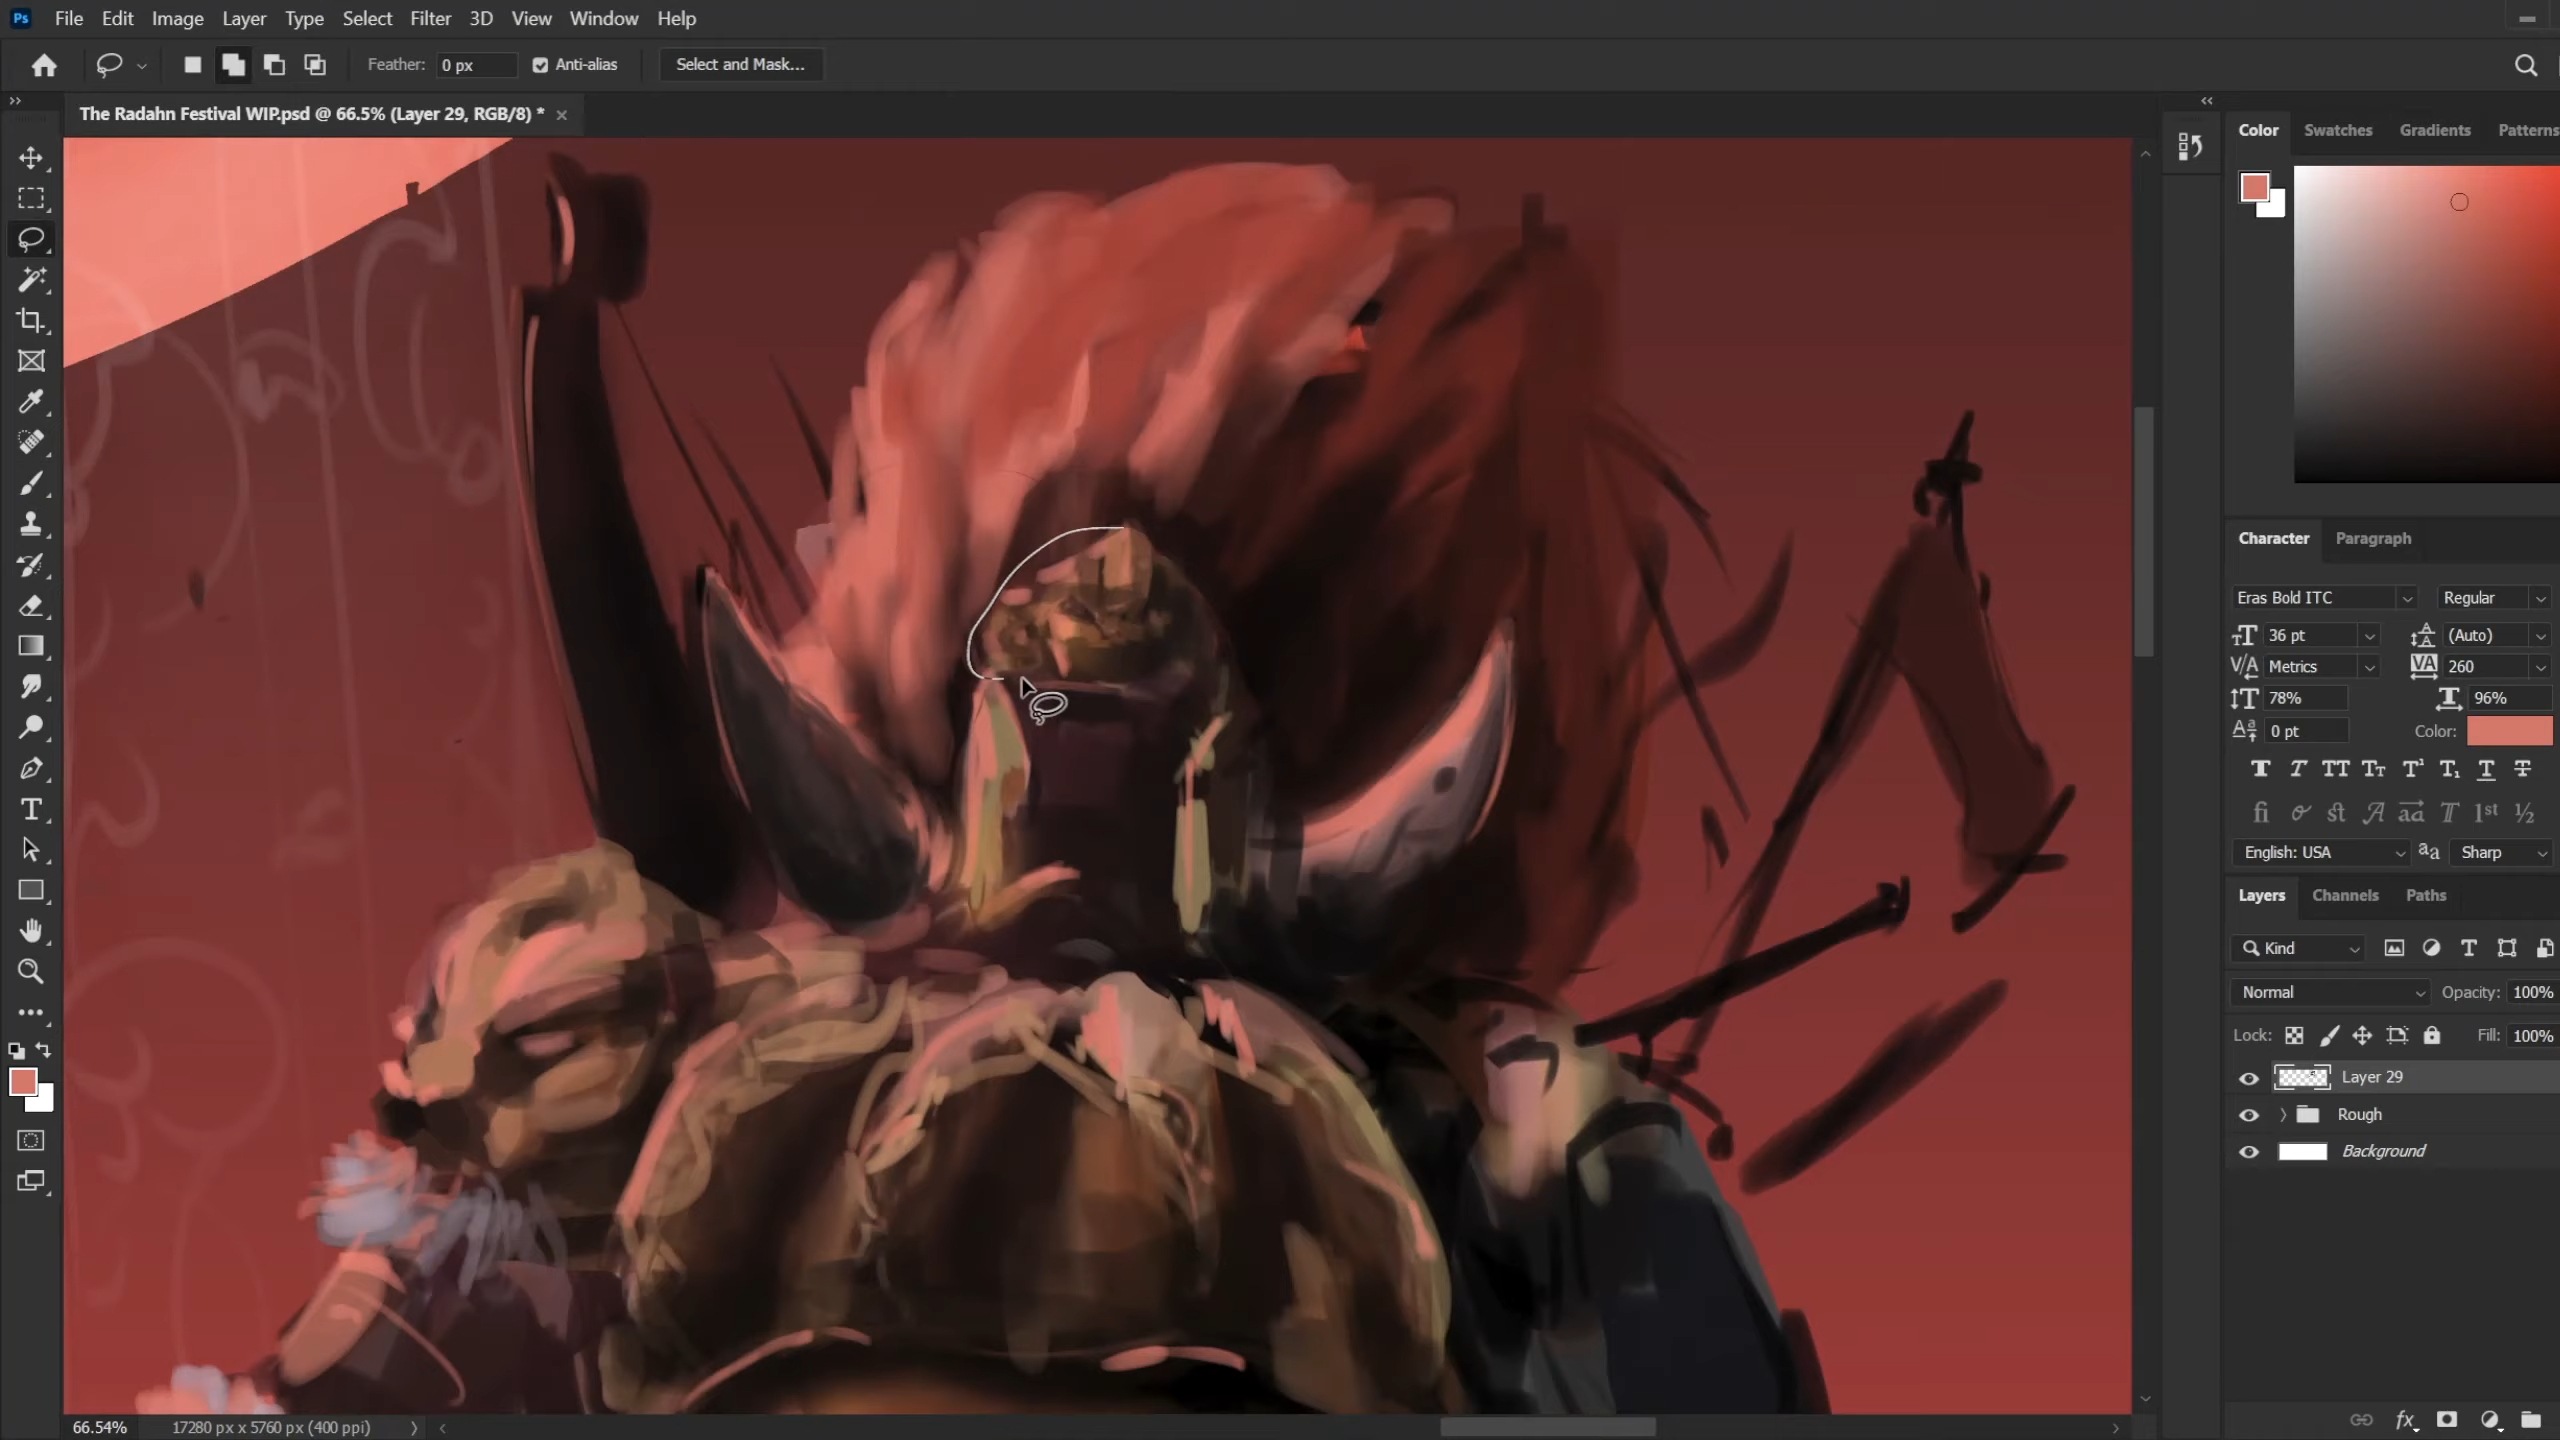 Ps File Edit Image Layer Type Select Filter 3D View Window Help
Feather: 0 px Anti-alias Select and Mask...
The Radahn Festival WIP.psd @ 66.5% (Layer 29, RGB/8) *
Color Swatches Gradients Patterns
Character Paragraph
Eras Bold ITC Regular
36 pt (Auto)
Metrics 260
78% 96%
0 pt Color:
English: USA aa Sharp
Layers Channels Paths
Kind
Normal Opacity: 100%
Lock: Fill: 100%
Layer 29
Rough
Background
66.54% 17280 px x 5760 px (400 ppi)